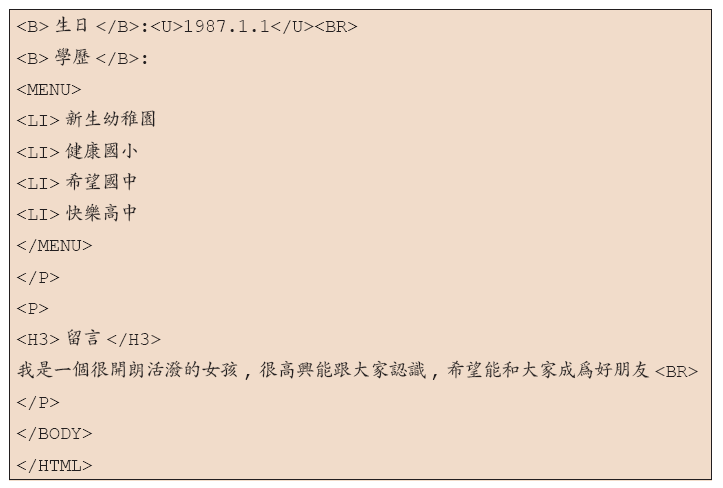 <B> 生日 </B>:<U>1987.1.1</U><BR>
<B> 學歷 </B>:
<MENU>
<LI> 新生幼稚園
<LI> 健康國小
<LI> 希望國中
<LI> 快樂高中
</MENU>
</P>
<P>
<H3> 留言 </H3>
我是一個很開朗活潑的女孩，很高興能跟大家認識，希望能和大家成為好朋友 <BR>
</P>
</BODY>
</HTML>